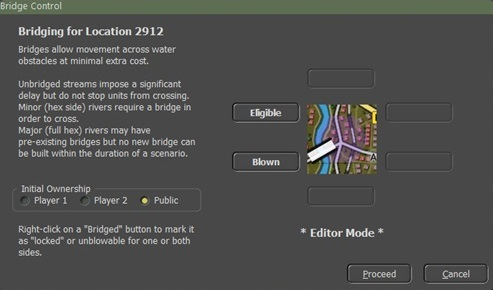 Bridge Control
Bridging for Location 2912
Bridges allow movement across water
obstacles at minimal extra cost.
Unbridged streams impose a significant
delay but do not stop units from crossing.
Minor (hex side) rivers require a bridge in
order to cross.
Major (full hex) rivers may have
pre-existing bridges but no new bridge can
be built within the duration of a scenario.
Eligible
Blown
A
Initial Ownership
Player 1 Player 2 Public
Right-click on a "Bridged" button to mark it
as "locked" or unblowable for one or both
sides.
* Editor Mode *
Proceed Cancel